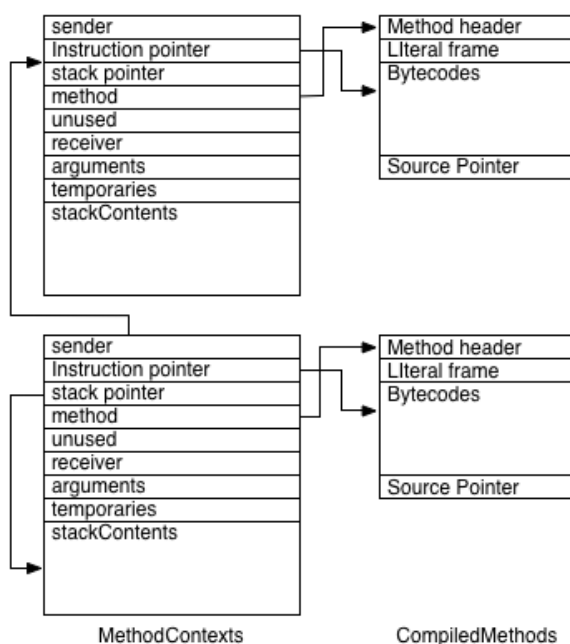 sender
Instruction pointer
stack pointer
method
unused
receiver
arguments
temporaries
stackContents
Method header
LIteral frame
Bytecodes
Source Pointer
sender
Instruction pointer
stack pointer
method
unused
receiver
arguments
temporaries
stackContents
Method header
LIteral frame
Bytecodes
Source Pointer
MethodContexts
CompiledMethods